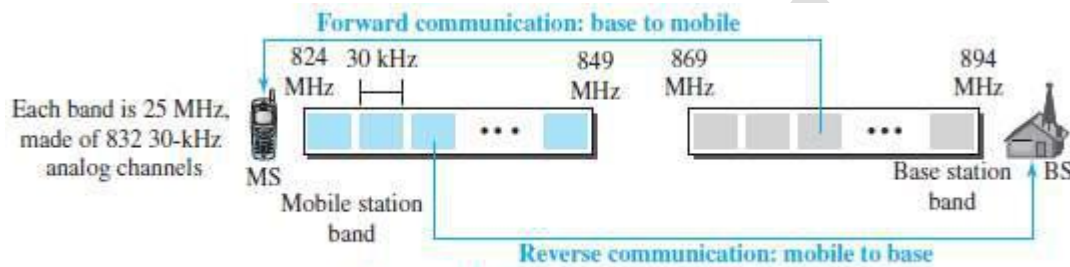 Forward communication: base to mobile
824
MHz
30 kHz
849
MHz
869
MHz
894
MHz
Each band is 25 MHz,
made of 832 30-kHz
analog channels
MS
Mobile station
band
Base station
band
BS
Reverse communication: mobile to base